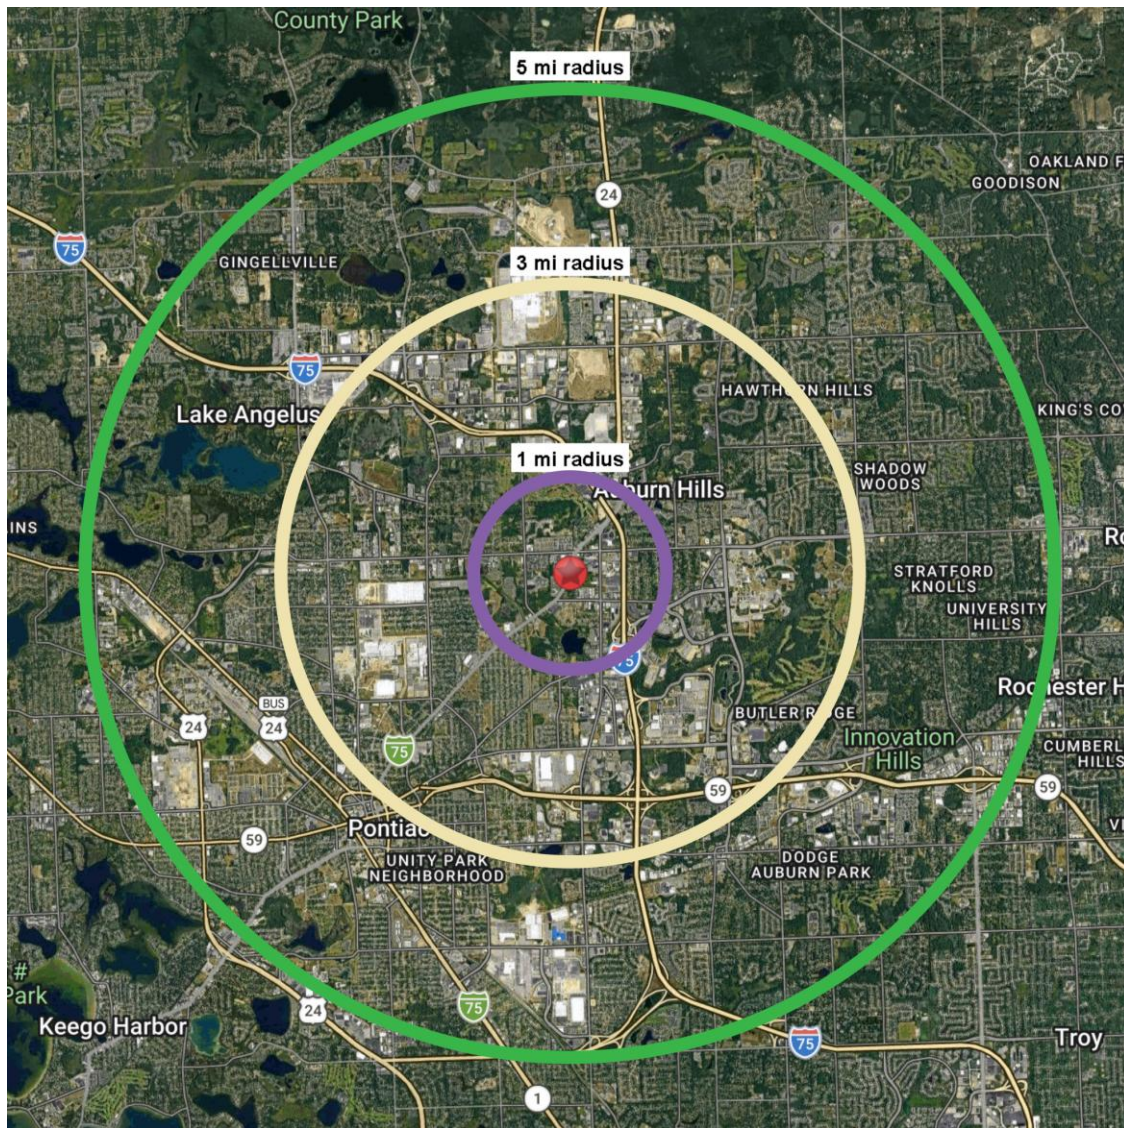 County Park
5 mi radius
OAKLAND F
GOODISON
24
75
GINGELLVILLE
3 mi radius
75
HAWTHORN HILLS
Lake Angelus
KING'S CO
1 mi radius
SHADOW
WOODS
Auburn Hills
INS
Ro
STRATFORD
KNOLLS
UNIVERSITY
HILLS
75
Rochester H
BUS
24
24
BUTLER RIDGE
Innovation
Hills
75
CUMBERL
HILLS
59
59
Pontiac
59
UNITY PARK
NEIGHBORHOOD
DODGE
AUBURN PARK
#
Park
75
24
Keego Harbor
75
Troy
1